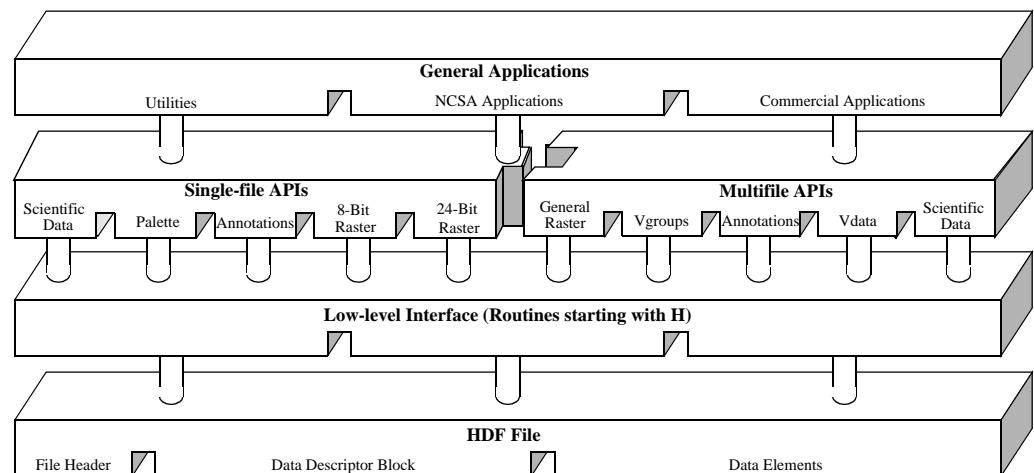 General Applications
Utilities
NCSA Applications
Commercial Applications
Single-file APIs
Scientific
Data
Palette
Annotations
8-Bit
Raster
24-Bit
Raster
Multifile APIs
General
Raster
Vgroups
Annotations
Vdata
Scientific
Data
Low-level Interface (Routines starting with H)
HDF File
File Header
Data Descriptor Block
Data Elements